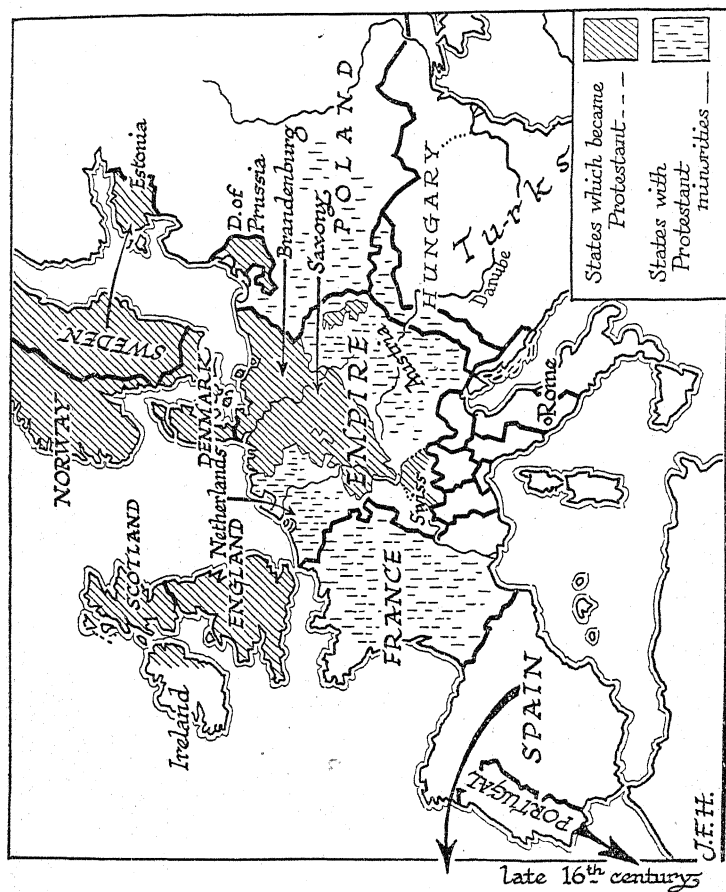 NORWAY
SWEDEN
Estonia
SCOTLAND
DENMARK
D. of
Prussia
Ireland
ENGLAND
Netherlands
Brandenburg
Saxony
POLAND
EMPIRE
FRANCE
Swiss
Austria
HUNGARY
Danube
Turks
Rome
SPAIN
PORTUGAL
States which became
Protestant ---
States with
Protestant
minorities __
J.F.H.
late 16th century